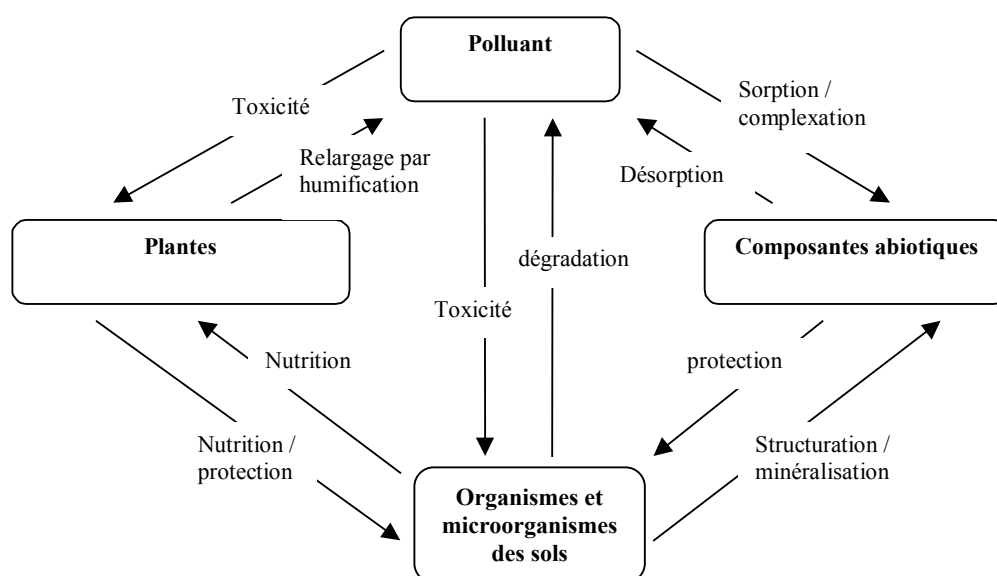 Polluant
Toxicité
Sorption /
complexation
Relargage par
humification
Désorption
Plantes
Composantes abiotiques
dégradation
Toxicité
Nutrition
protection
Nutrition /
protection
Structuration /
minéralisation
Organismes et
microorganismes
des sols